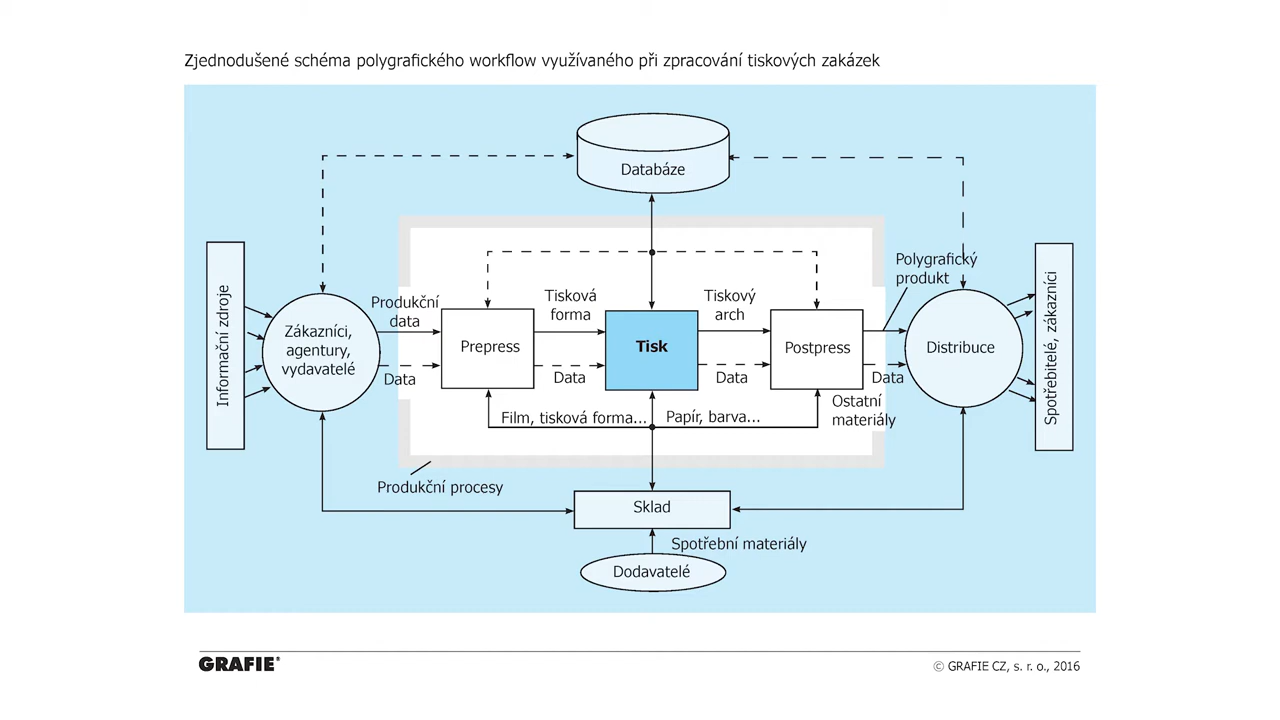 Zjednodušené schéma polygrafického workflow využívaného při zpracování tiskových zakázek
Databáze
Informační zdroje
Zákazníci,
agentury,
vydavatelé
Produkční
data
Data
Prepress
Tisková
forma
Data
Tisk
Tiskový
arch
Data
Postpress
Polygrafický
produkt
Data
Distribuce
Spotřebitelé, zákazníci
Film, tisková forma...
Papír, barva...
Ostatní
materiály
Produkční procesy
Sklad
Spotřební materiály
Dodavatelé
GRAFIE®
© GRAFIE CZ, s. r. o., 2016